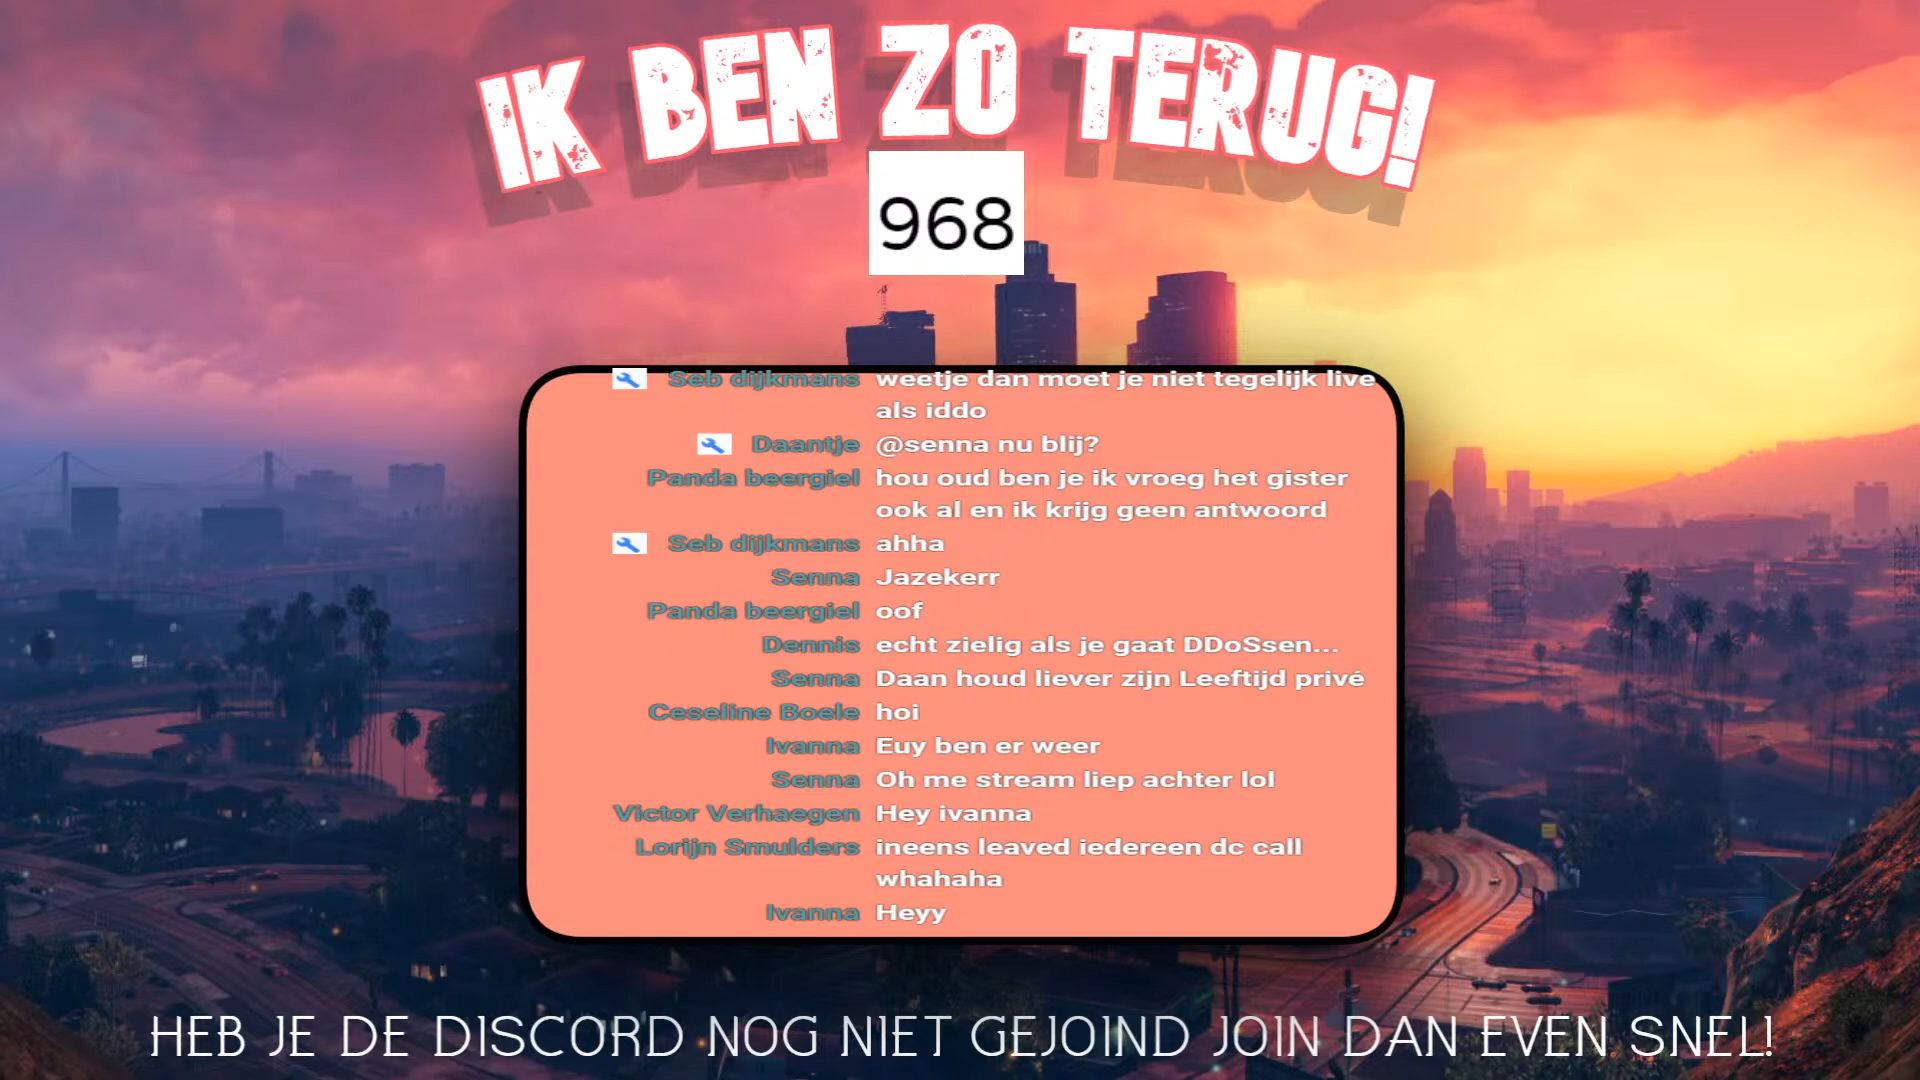 IK BEN ZO TERUG!
968
Seb dijkmans weetje dan moet je niet tegelijk live
als iddo
Daantje @senna nu blij?
Panda beergiel hou oud ben je ik vroeg het gister
ook al en ik krijg geen antwoord
Seb dijkmans ahha
Senna Jazekerr
Panda beergiel oof
Dennis echt zielig als je gaat DDoSsen...
Senna Daan houd liever zijn Leeftijd privé
Ceseline Boele hoi
Ivanna Euy ben er weer
Senna Oh me stream liep achter lol
Victor Verhaegen Hey ivanna
Lorijn Smulders ineens leaved iedereen dc call
whahaha
Ivanna Heyy
HEB JE DE DISCORD NOG NIET GEJOIND JOIN DAN EVEN SNEL!